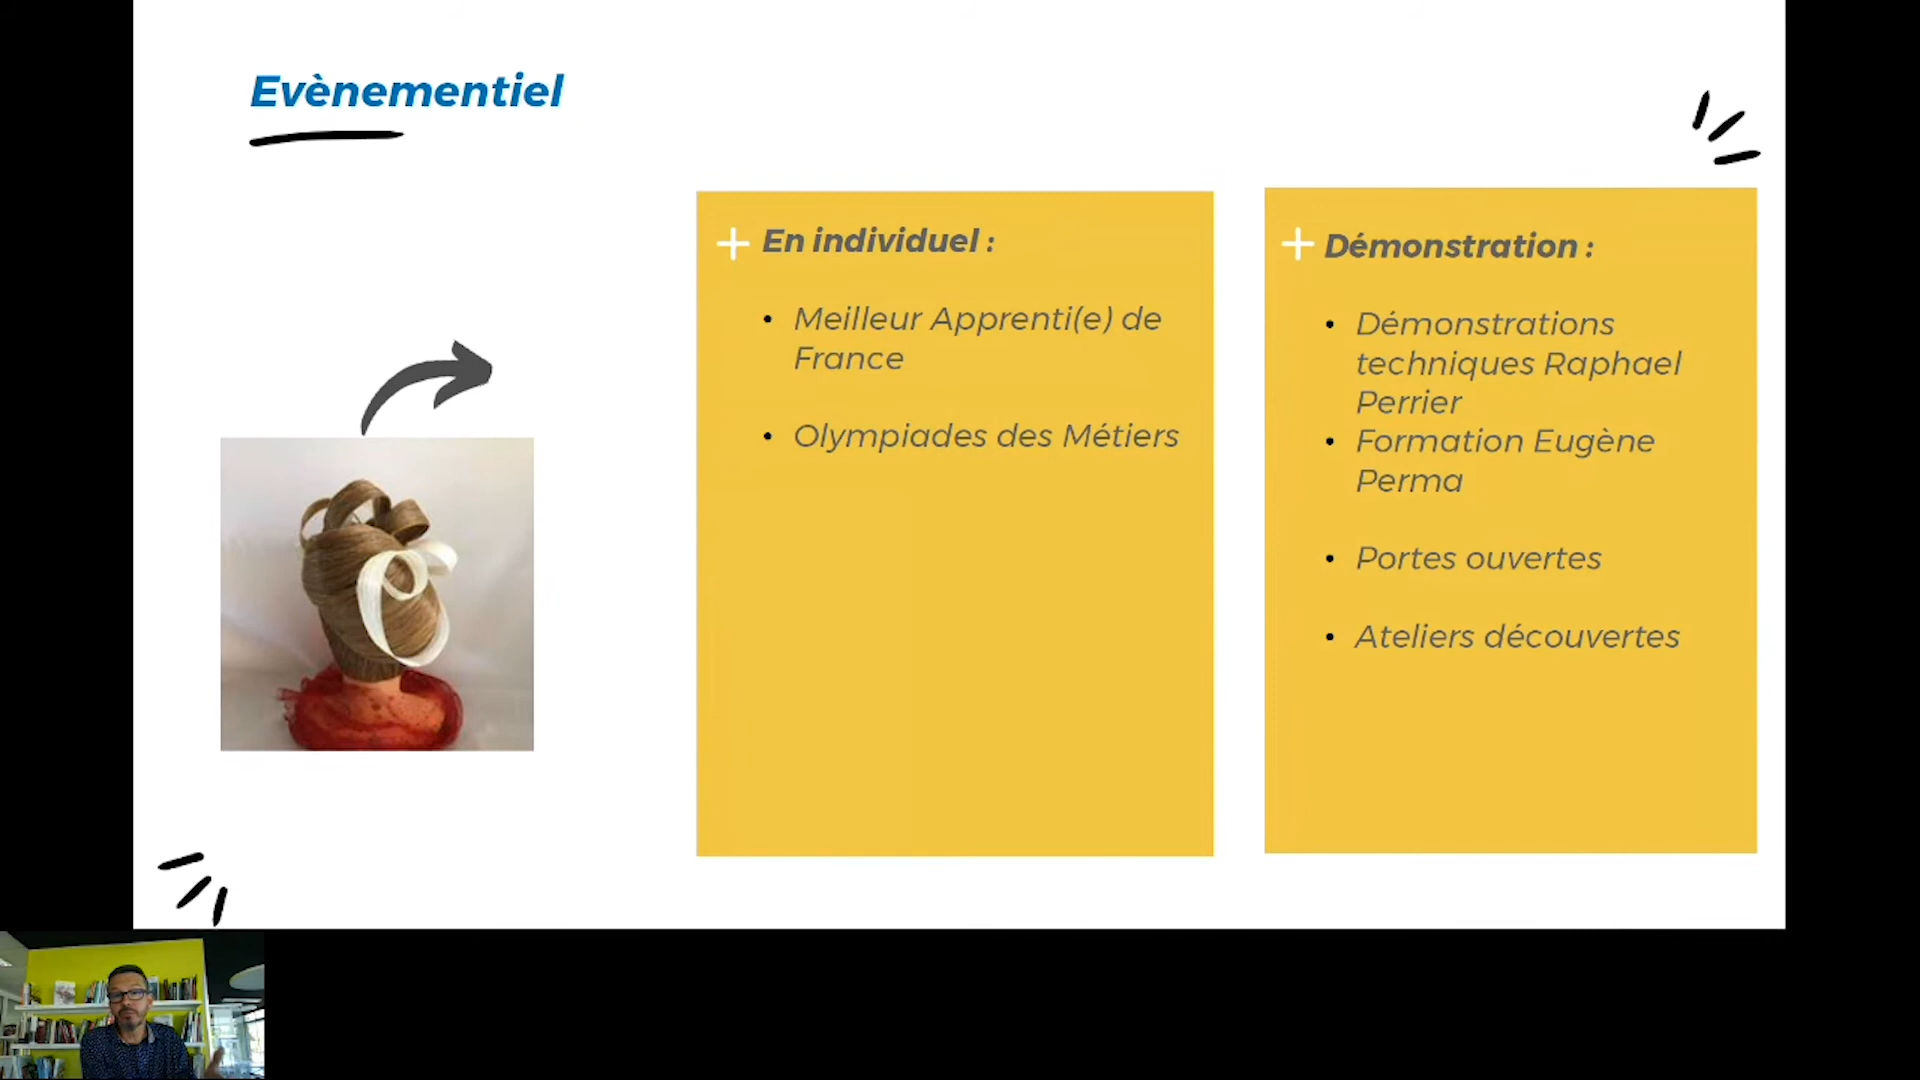 Evènementiel
En individuel :
• Meilleur Apprenti(e) de
France
• Olympiades des Métiers
Démonstration :
• Démonstrations
techniques Raphael
Perrier
• Formation Eugène
Perma
• Portes ouvertes
• Ateliers découvertes